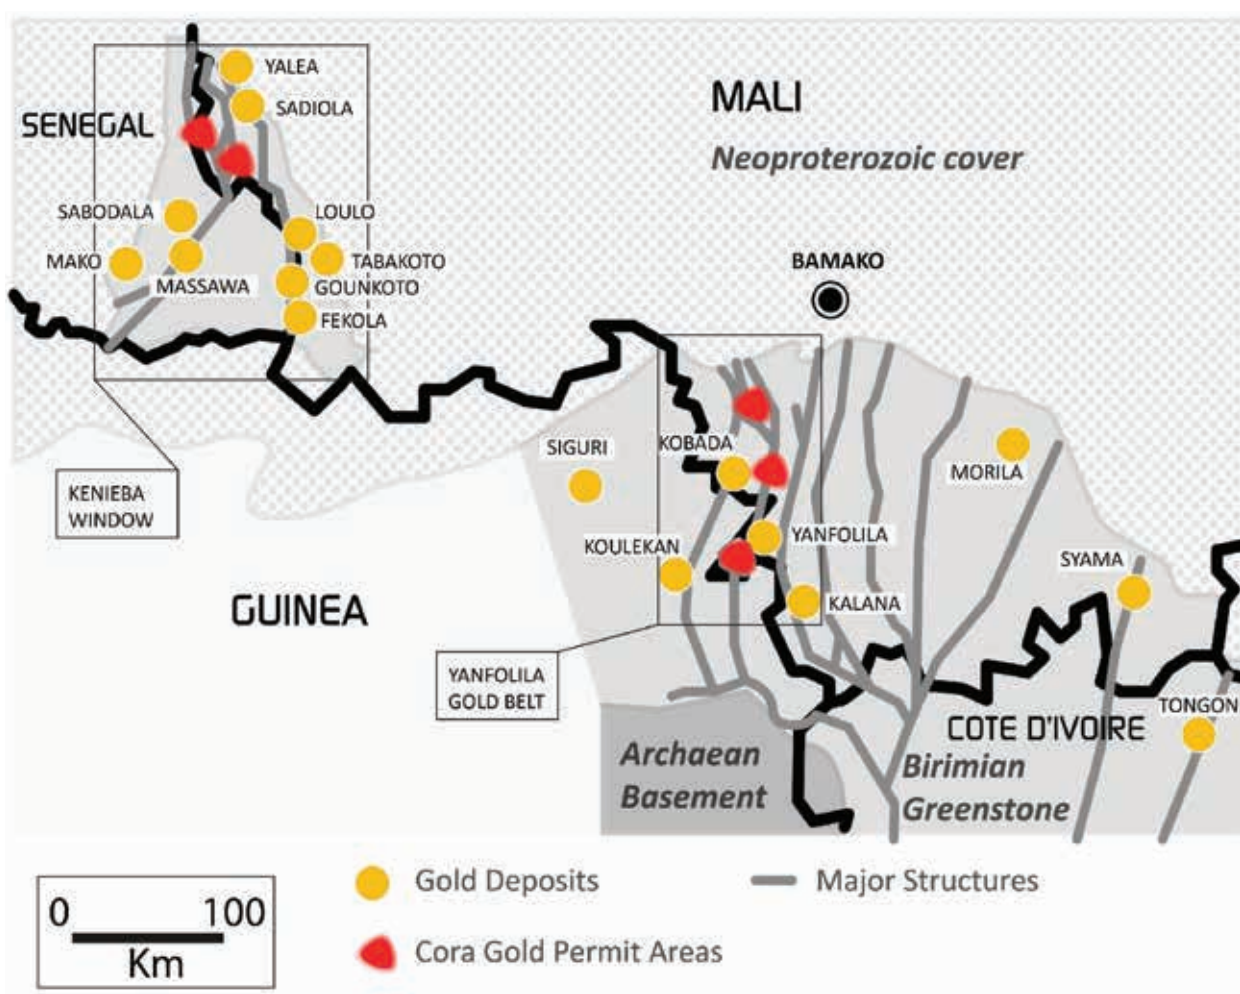 YALEA
SADIOLA
SENEGAL
MALI
Neoproterozoic cover
SABODALA
LOULO
MAKO
TABAKOTO
MASSAWA
GOUNKOTO
FEKOLA
BAMAKO
SIGURI
KOBADA
MORILA
KENIEBA
WINDOW
KOULEKAN
YANFOLILA
SYAMA
GUINEA
KALANA
YANFOLILA
GOLD BELT
TONGON
COTE D'IVOIRE
Archaean
Basement
Birimian
Greenstone
Gold Deposits
Major Structures
0 100
Km
Cora Gold Permit Areas